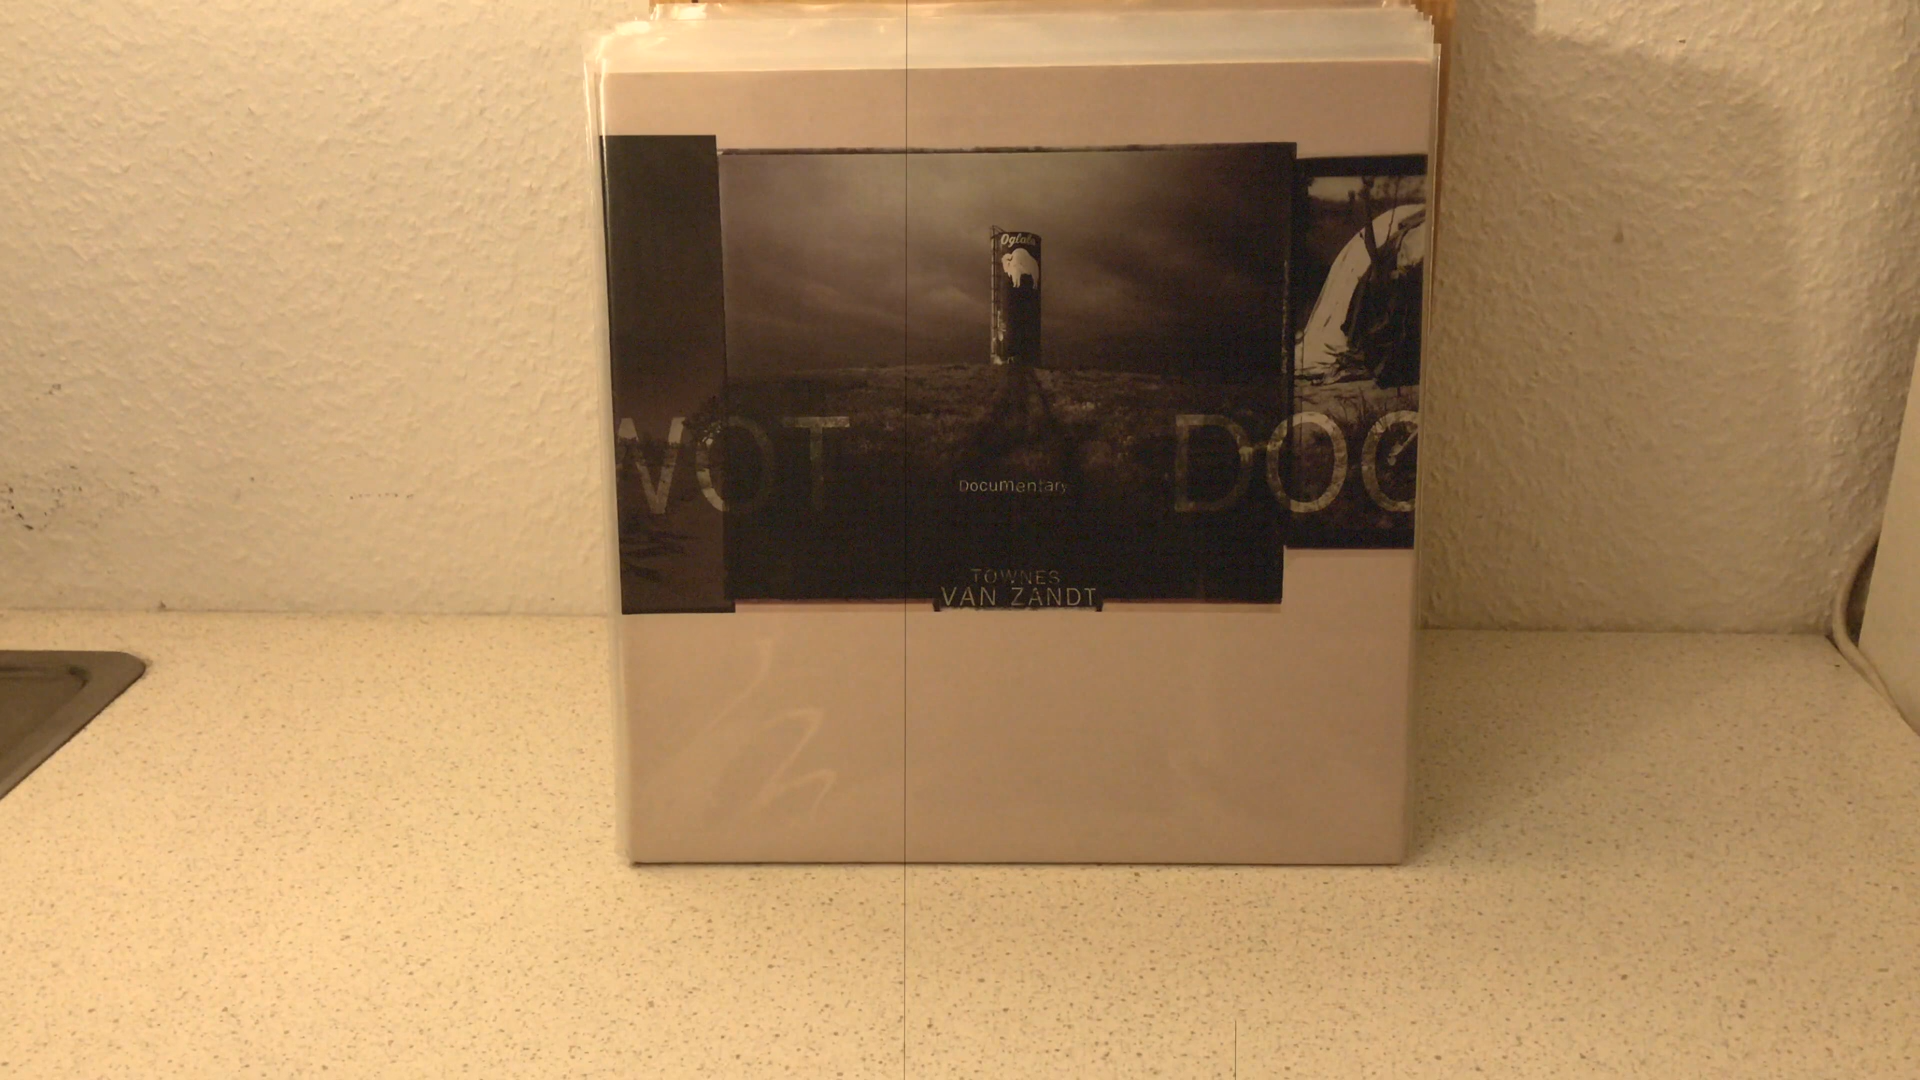 Oglala
WOT DOC
Documentary
TOWNES
VAN ZANDT